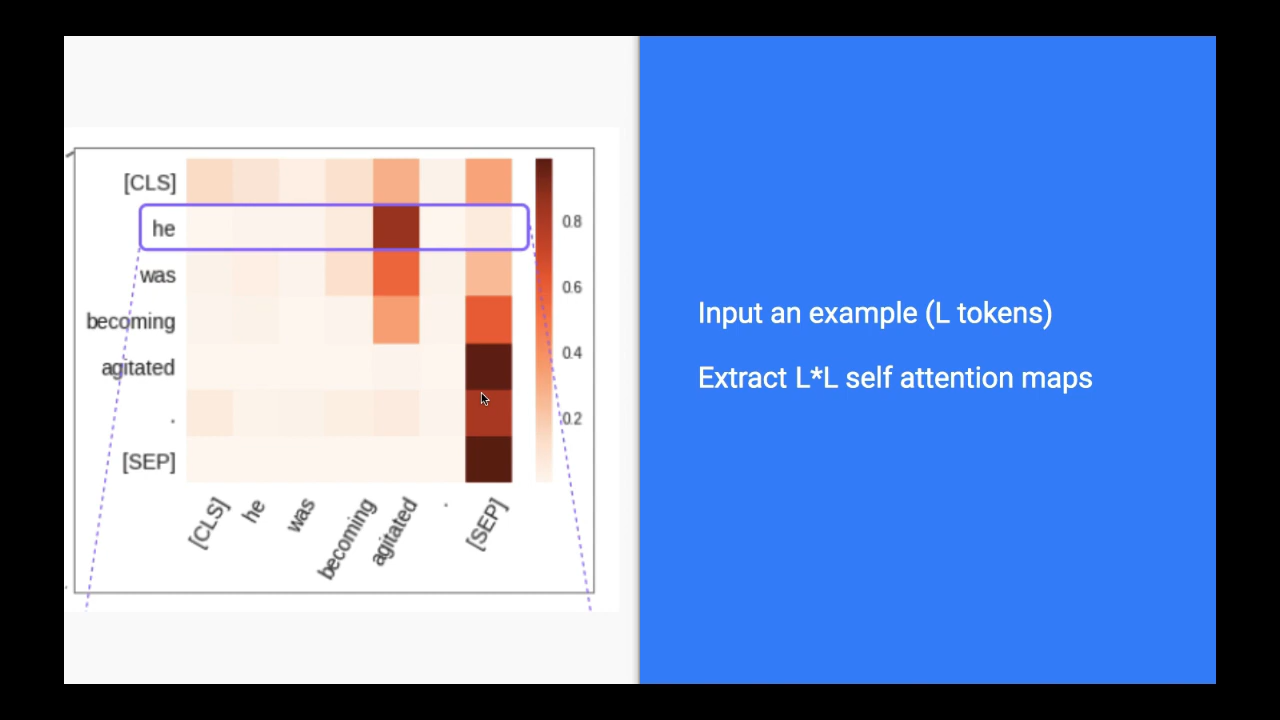 [CLS]
he
was
becoming
agitated
.
[SEP]
0.8
0.6
0.4
0.2
[CLS]
he
was
becoming
agitated
.
[SEP]
Input an example (L tokens)
Extract L*L self attention maps